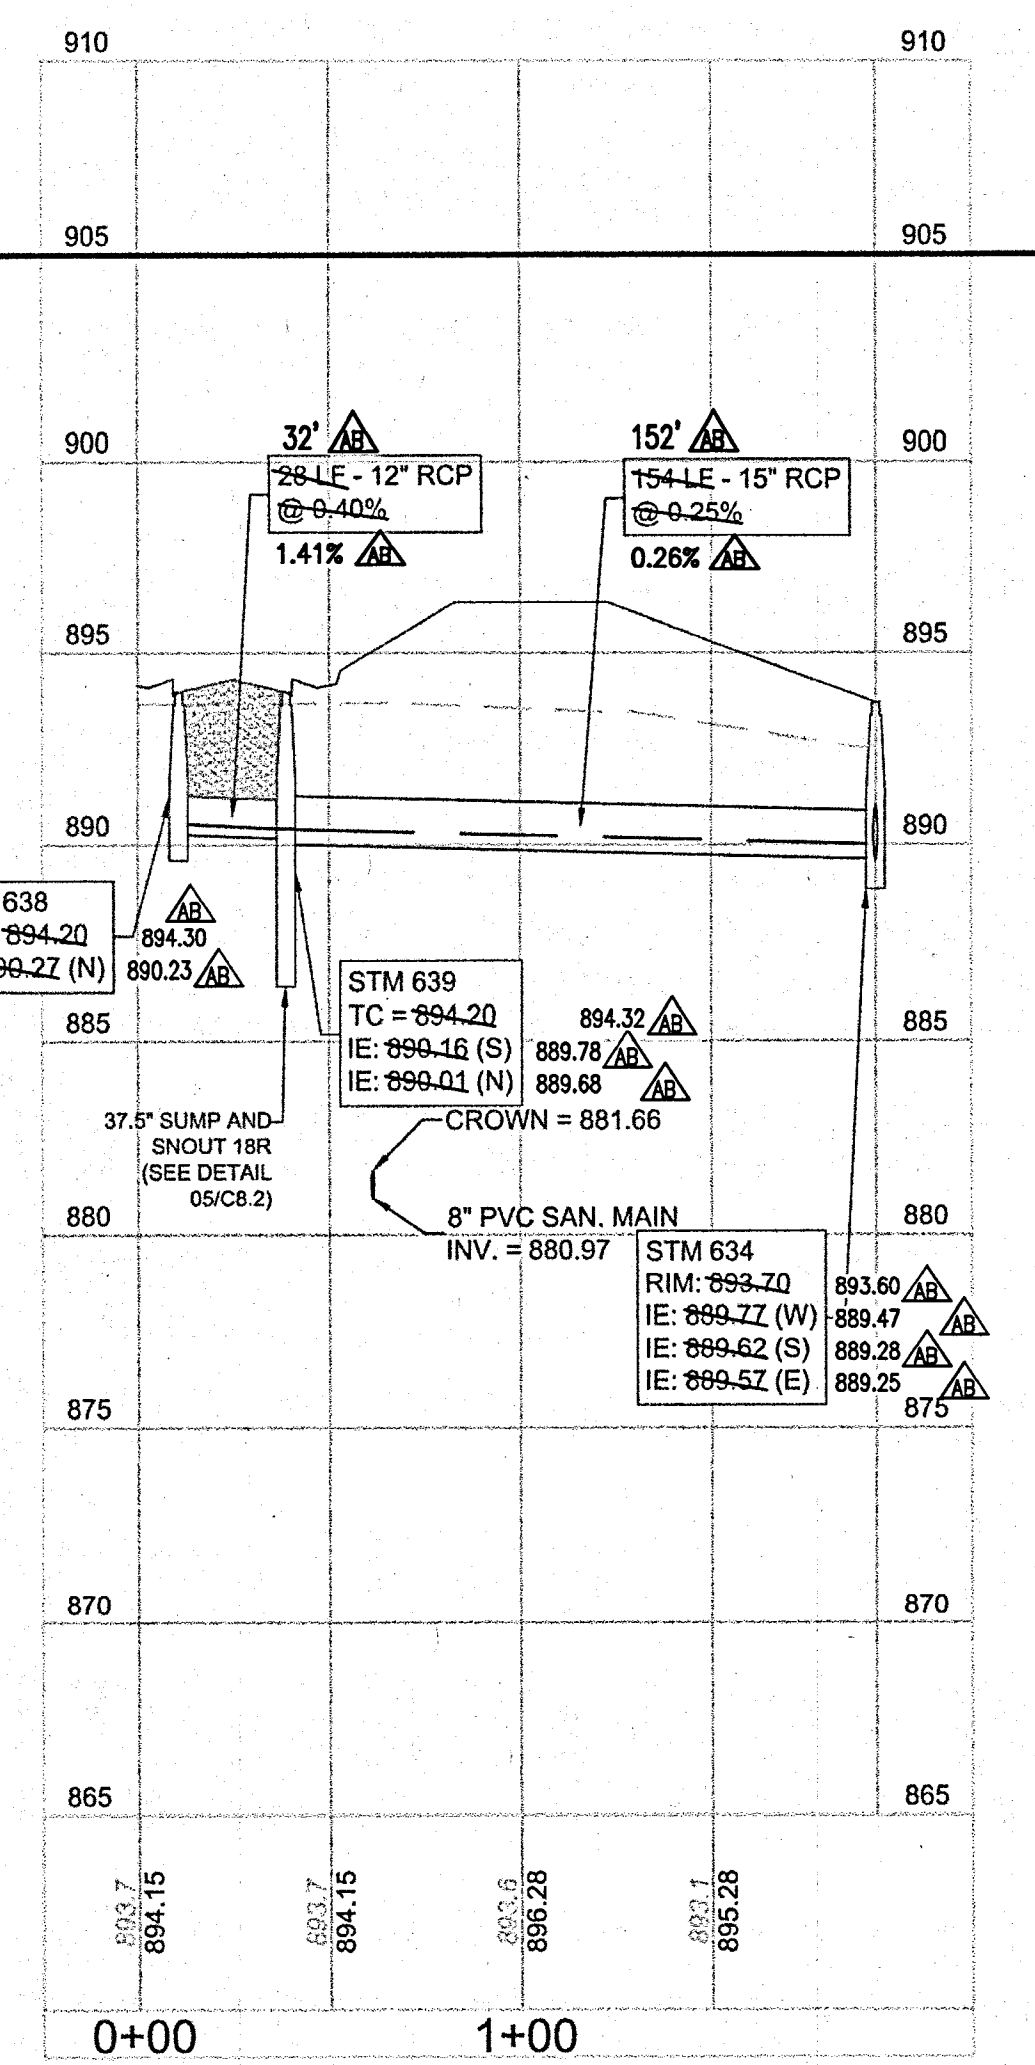 910 910
905 905
32' AB 152' AB
900 900
28 LF - 12" RCP
@ 0.40%
1.41% AB
154 LF - 15" RCP
@ 0.25%
0.26% AB
895 895
890 890
638
894.20
90.27 (N)
AB
894.30
890.23 AB
885 885
STM 639
TC = 894.20
IE: 890.16 (S)
IE: 890.01 (N)
894.32 AB
889.78 AB
889.68 AB
37.5" SUMP AND
SNOUT 18R
(SEE DETAIL
05/C8.2)
CROWN = 881.66
880 880
8" PVC SAN. MAIN
INV. = 880.97
STM 634
RIM: 893.70
IE: 889.77 (W)
IE: 889.62 (S)
IE: 889.57 (E)
893.60 AB
889.47 AB
889.28 AB
889.25 AB
875 875
870 870
865 865
893.7
894.15
893.7
894.15
893.6
896.28
893.1
895.28
0+00 1+00